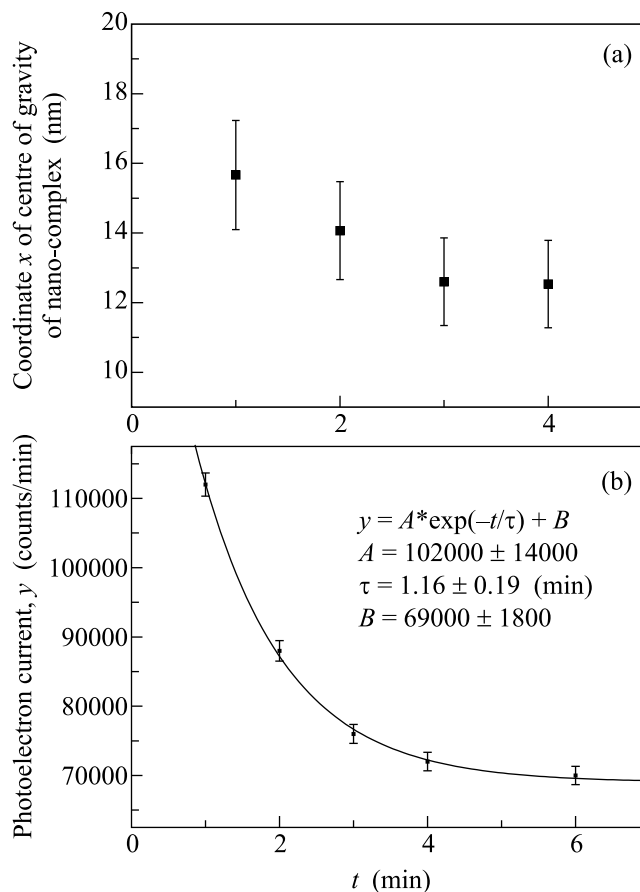 20
(a)
18
16
14
12
10
Coordinate x of centre of gravity
of nano-complex (nm)
0
2
4
(b)
110000
100000
90000
80000
70000
Photoelectron current, y (counts/min)
y = A*exp(–t/τ) + B
A = 102000 ± 14000
τ = 1.16 ± 0.19 (min)
B = 69000 ± 1800
0
2
4
6
t (min)